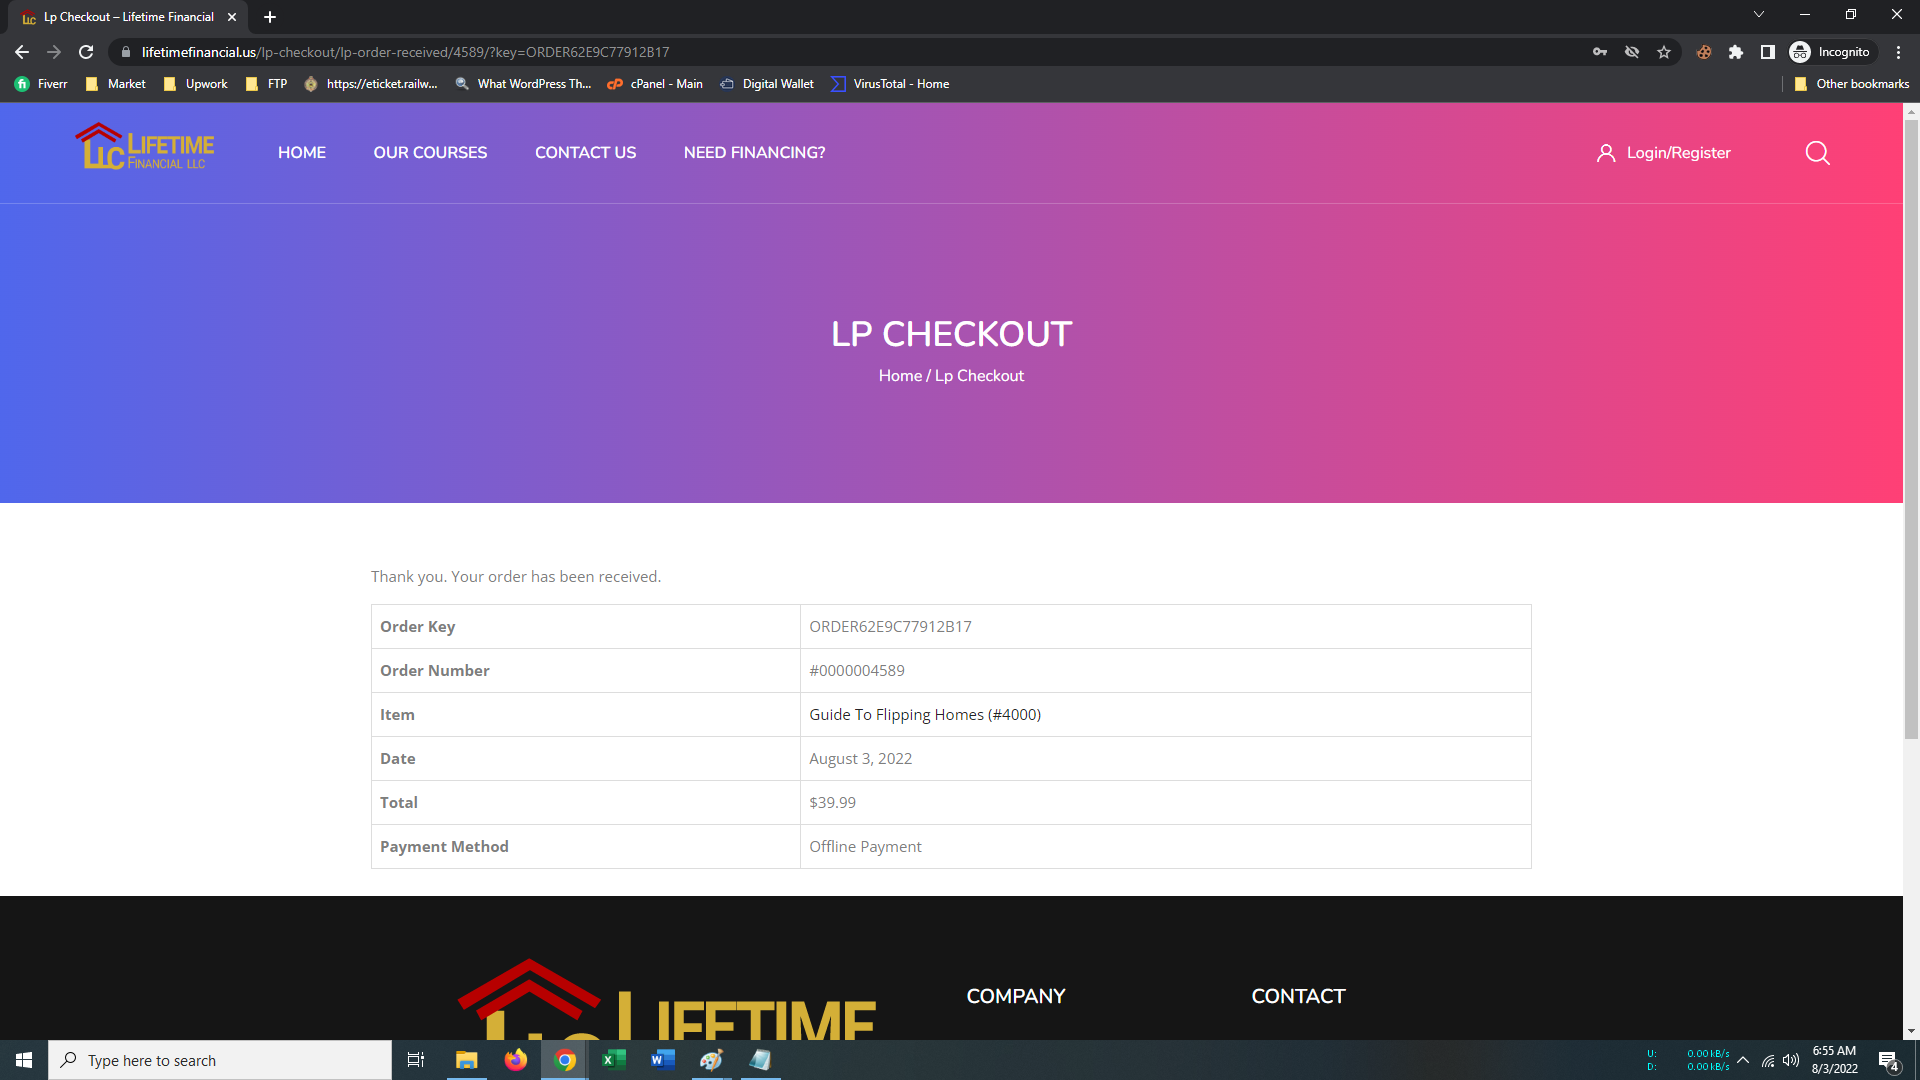 Lp Checkout – Lifetime Financial
lifetimefinancial.us/lp-checkout/lp-order-received/4589/?key=ORDER62E9C77912B17
Incognito
Fiverr Market Upwork FTP https://eticket.railw... What WordPress Th... cPanel - Main Digital Wallet VirusTotal - Home Other bookmarks
LLC LIFETIME FINANCIAL LLC
HOME OUR COURSES CONTACT US NEED FINANCING? Login/Register
LP CHECKOUT
Home / Lp Checkout
Thank you. Your order has been received.
Order Key ORDER62E9C77912B17
Order Number #0000004589
Item Guide To Flipping Homes (#4000)
Date August 3, 2022
Total $39.99
Payment Method Offline Payment
LIFETIME
COMPANY CONTACT
Type here to search
U: 0.00 kB/s
D: 0.00 kB/s
6:55 AM
8/3/2022
4